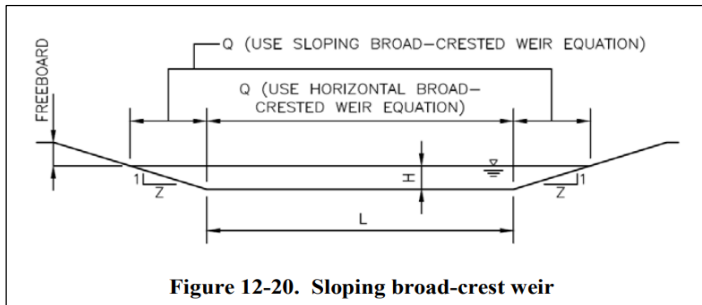 Q (USE SLOPING BROAD-CRESTED WEIR EQUATION)
FREEBOARD
Q (USE HORIZONTAL BROAD-
CRESTED WEIR EQUATION)
1
Z
H
1
Z
L
Figure 12-20. Sloping broad-crest weir